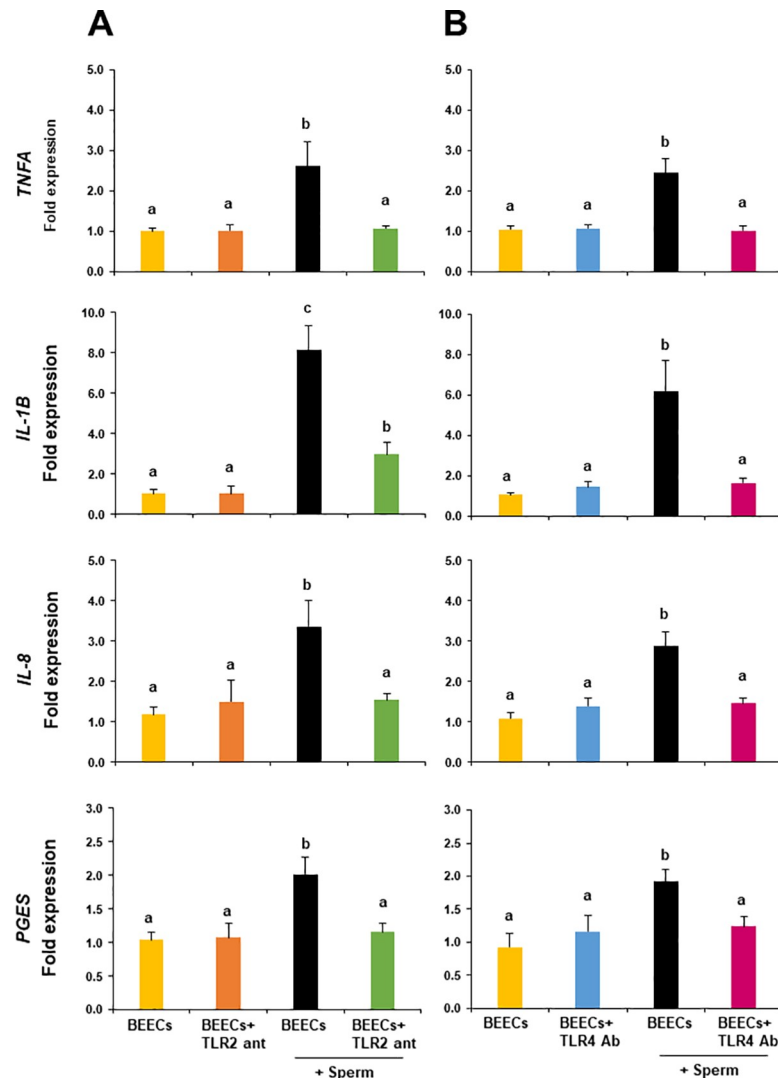 A
B
TNFA
Fold expression
5.0
4.0
3.0
2.0
1.0
0.0
a
a
b
a
5.0
4.0
3.0
2.0
1.0
0.0
a
a
b
a
IL-1B
Fold expression
10.0
8.0
6.0
4.0
2.0
0.0
a
a
c
b
10.0
8.0
6.0
4.0
2.0
0.0
a
a
b
a
IL-8
Fold expression
5.0
4.0
3.0
2.0
1.0
0.0
a
a
b
a
5.0
4.0
3.0
2.0
1.0
0.0
a
a
b
a
PGES
Fold expression
3.0
2.5
2.0
1.5
1.0
0.5
0.0
a
a
b
a
3.0
2.5
2.0
1.5
1.0
0.5
0.0
a
a
b
a
BEECs
BEECs+
TLR2 ant
BEECs
BEECs+
TLR2 ant
+ Sperm
BEECs
BEECs+
TLR4 Ab
BEECs
BEECs+
TLR4 Ab
+ Sperm